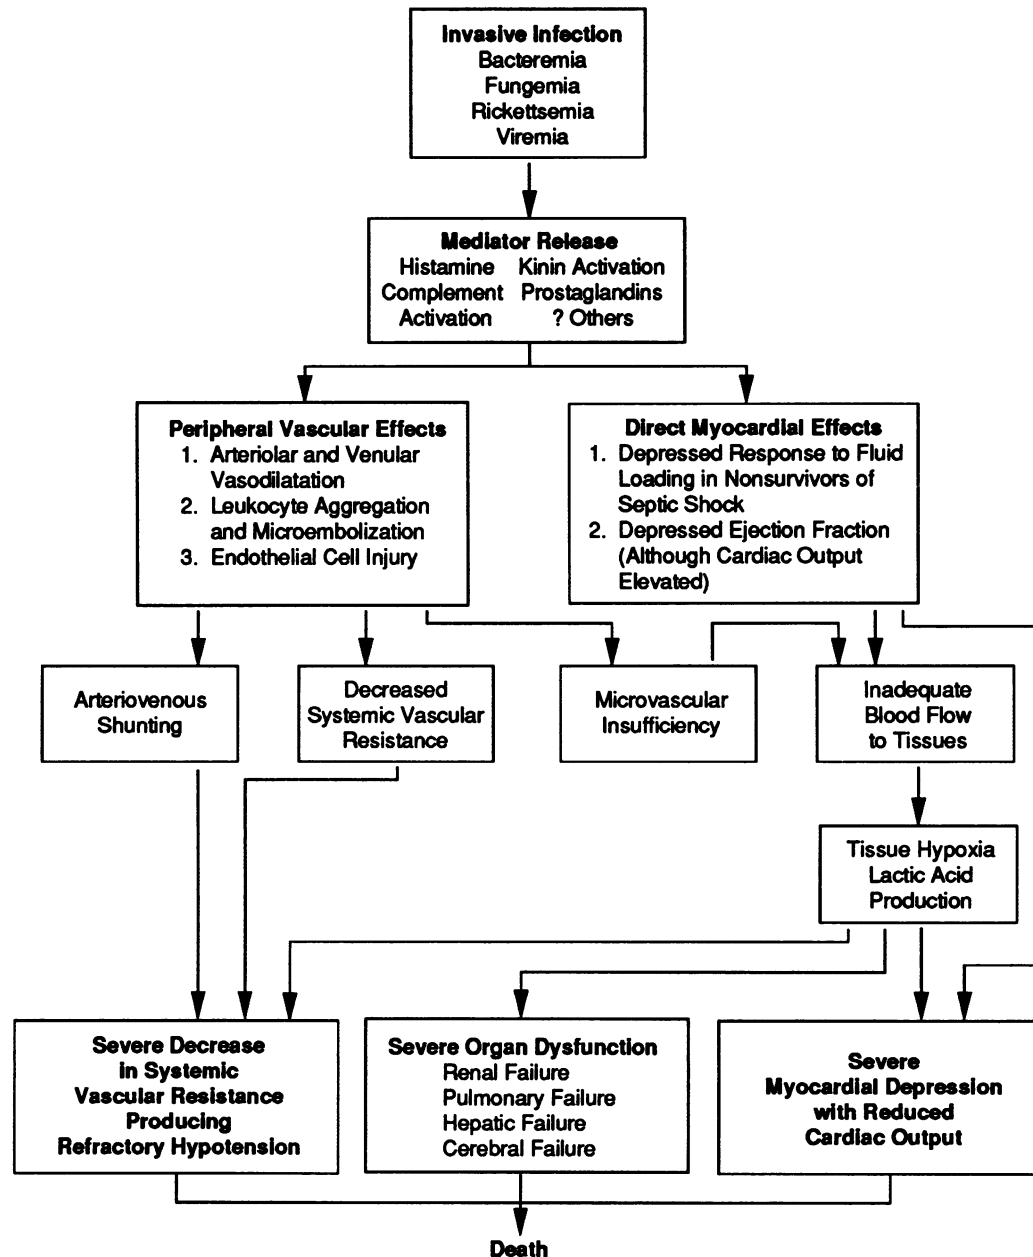 Invasive Infection
Bacteremia
Fungemia
Rickettsemia
Viremia
Mediator Release
Histamine Kinin Activation
Complement Prostaglandins
Activation ? Others
Peripheral Vascular Effects
1. Arteriolar and Venular
Vasodilatation
2. Leukocyte Aggregation
and Microembolization
3. Endothelial Cell Injury
Direct Myocardial Effects
1. Depressed Response to Fluid
Loading in Nonsurvivors of
Septic Shock
2. Depressed Ejection Fraction
(Although Cardiac Output
Elevated)
Arteriovenous
Shunting
Decreased
Systemic Vascular
Resistance
Microvascular
Insufficiency
Inadequate
Blood Flow
to Tissues
Tissue Hypoxia
Lactic Acid
Production
Severe Decrease
in Systemic
Vascular Resistance
Producing
Refractory Hypotension
Severe Organ Dysfunction
Renal Failure
Pulmonary Failure
Hepatic Failure
Cerebral Failure
Severe
Myocardial Depression
with Reduced
Cardiac Output
Death